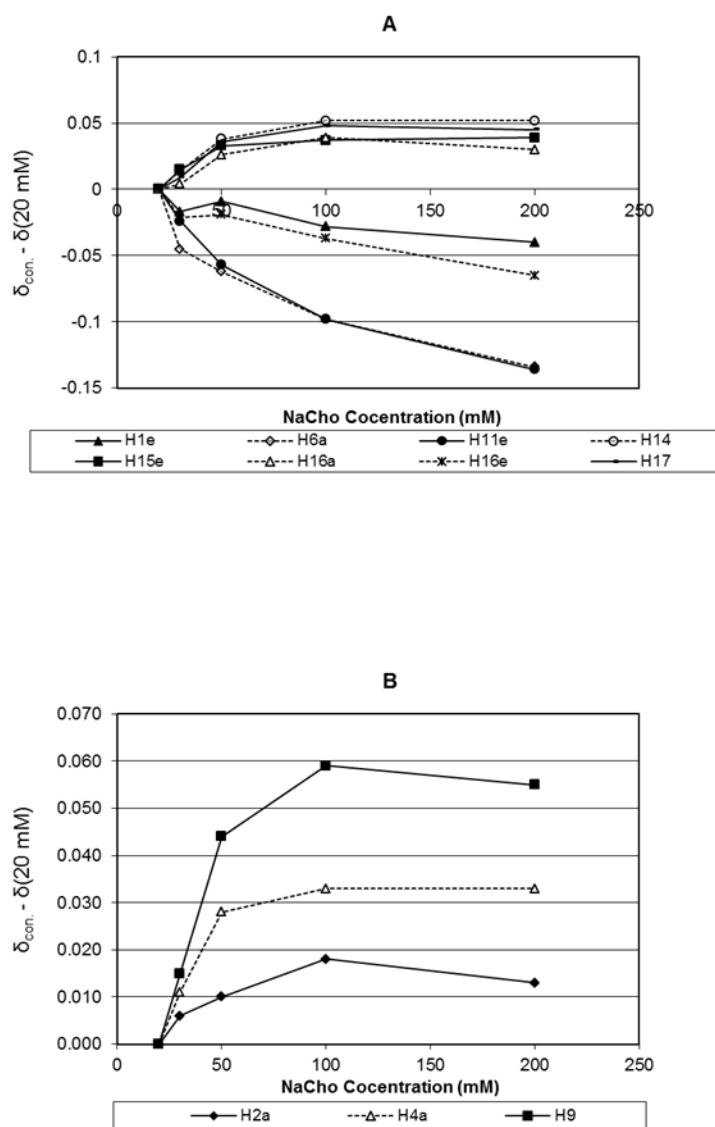 A
0.1
0.05
0
0 50 100 150 200 250
-0.05
-0.1
-0.15
δcon. - δ(20 mM)
NaCho Cocentration (mM)
H1e H6a H11e H14
H15e H16a H16e H17
B
0.070
0.060
0.050
0.040
0.030
0.020
0.010
0.000
δcon. - δ(20 mM)
0 50 100 150 200 250
NaCho Cocentration (mM)
H2a H4a H9